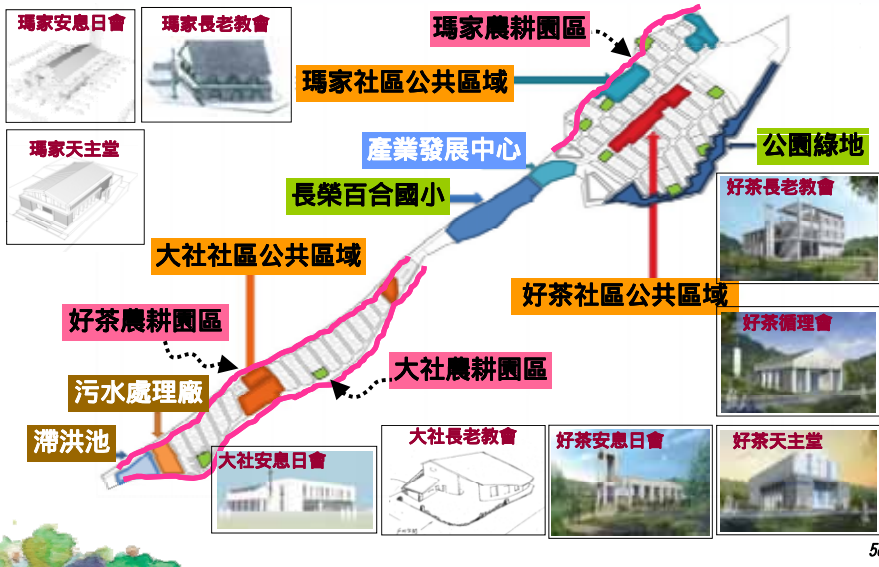 瑪家安息日會
瑪家長老教會
瑪家農耕園區
瑪家社區公共區域
瑪家天主堂
產業發展中心
公園綠地
長榮百合國小
好茶長老教會
大社社區公共區域
好茶社區公共區域
好茶農耕園區
好茶循理會
大社農耕園區
污水處理廠
滯洪池
大社安息日會
大社長老教會
好茶安息日會
好茶天主堂